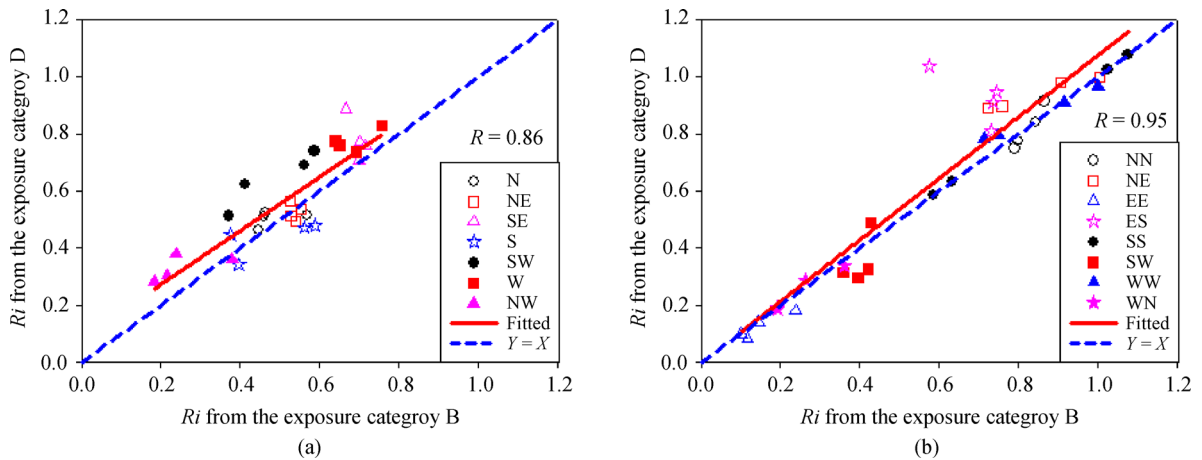 1.2
1.0
0.8
0.6
0.4
0.2
0.0
Ri from the exposure categroy D
R = 0.86
N
NE
SE
S
SW
W
NW
Fitted
Y = X
0.0 0.2 0.4 0.6 0.8 1.0 1.2
Ri from the exposure categroy B
(a)
1.2
1.0
0.8
0.6
0.4
0.2
0.0
Ri from the exposure categroy D
R = 0.95
NN
NE
EE
ES
SS
SW
WW
WN
Fitted
Y = X
0.0 0.2 0.4 0.6 0.8 1.0 1.2
Ri from the exposure categroy B
(b)